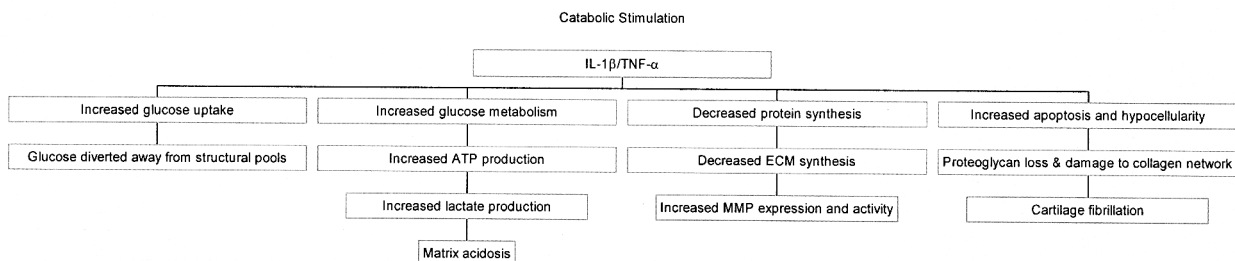 Catabolic Stimulation
IL-1β/TNF-α
Increased glucose uptake
Increased glucose metabolism
Decreased protein synthesis
Increased apoptosis and hypocellularity
Glucose diverted away from structural pools
Increased ATP production
Decreased ECM synthesis
Proteoglycan loss & damage to collagen network
Increased lactate production
Increased MMP expression and activity
Cartilage fibrillation
Matrix acidosis